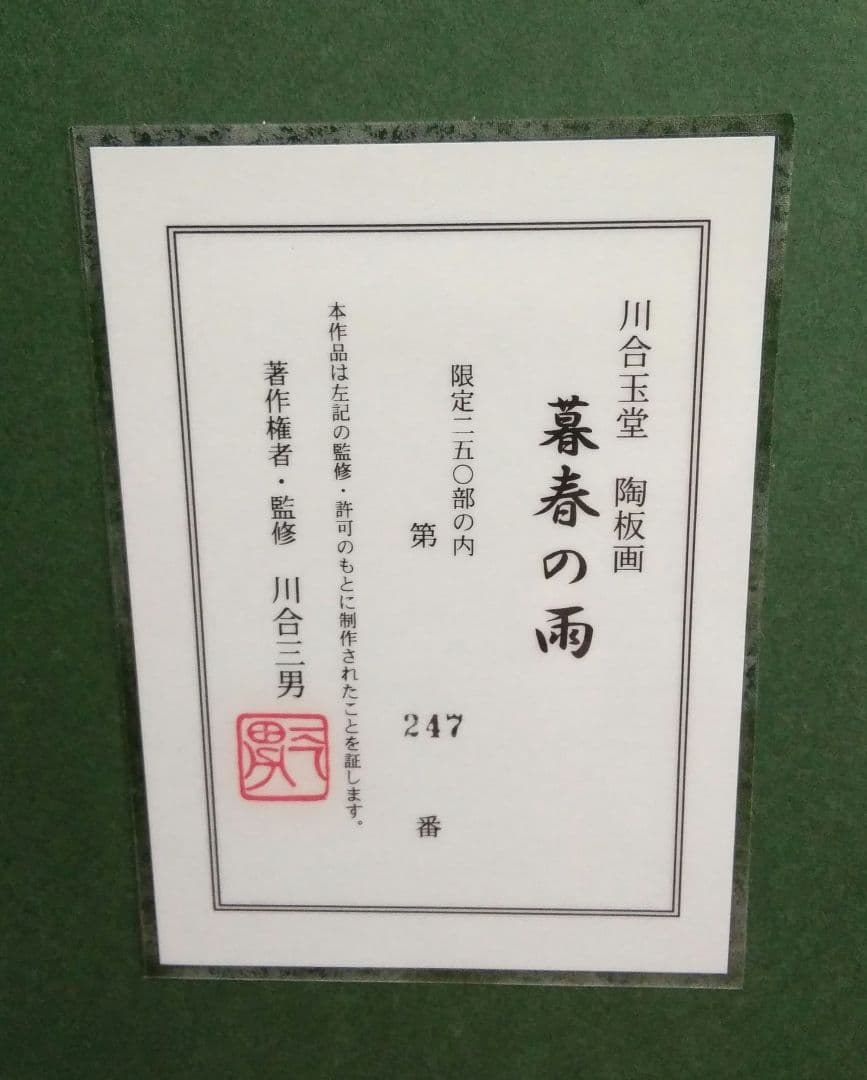 川合玉堂　陶板画
暮春の雨
限定二五〇部の内
第 247 番
本作品は左記の監修・許可のもとに制作されたことを証します。
著作権者・監修　川合三男